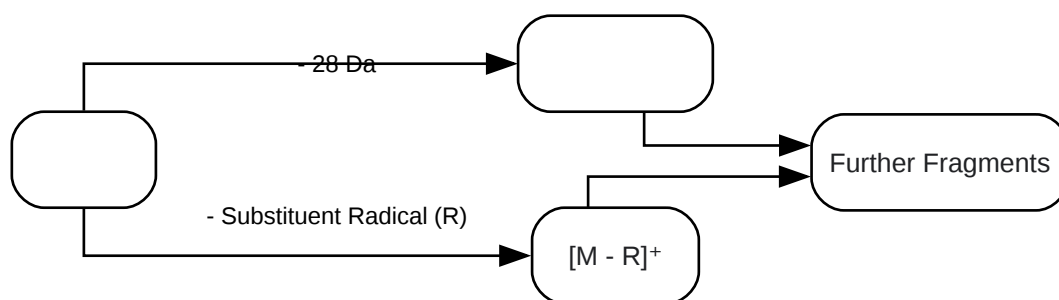 - 28 Da
Further Fragments
- Substituent Radical (R)
[M - R]⁺